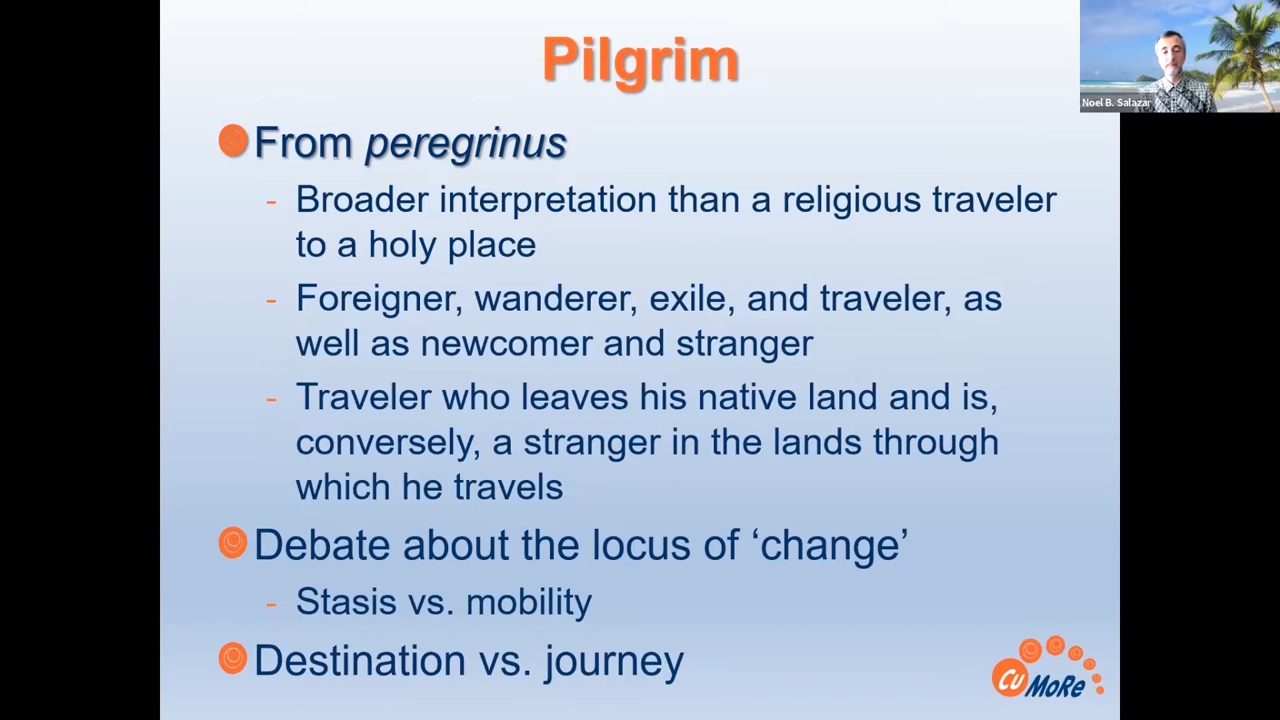 Pilgrim
Noel B. Salazar
From peregrinus
- Broader interpretation than a religious traveler
to a holy place
- Foreigner, wanderer, exile, and traveler, as
well as newcomer and stranger
- Traveler who leaves his native land and is,
conversely, a stranger in the lands through
which he travels
Debate about the locus of ‘change’
- Stasis vs. mobility
Destination vs. journey
Cu MoRe